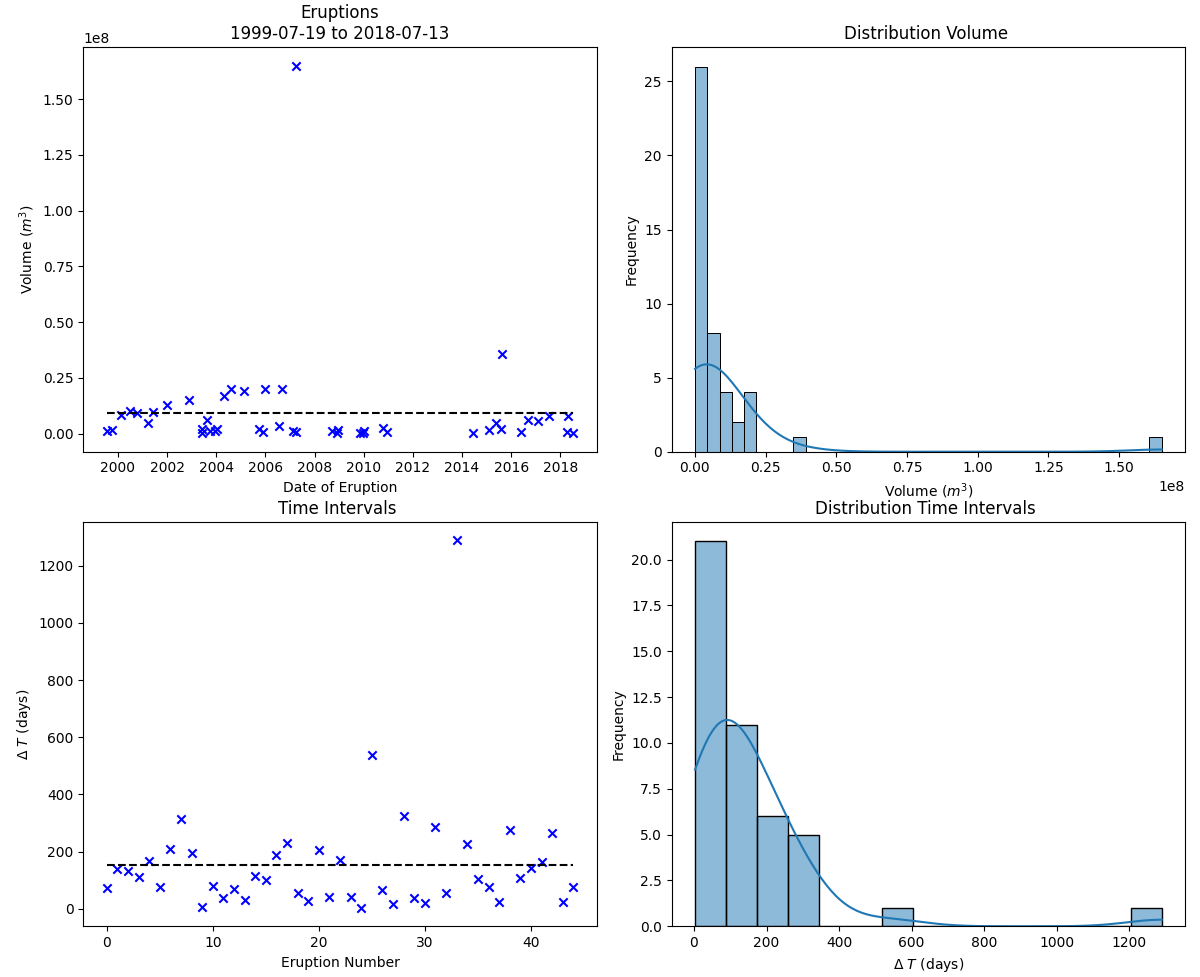 Eruptions
1999-07-19 to 2018-07-13
1e8
1.50
1.25
1.00
0.75
0.50
0.25
0.00
Volume (m³)
2000 2002 2004 2006 2008 2010 2012 2014 2016 2018
Date of Eruption
Distribution Volume
25
20
15
10
5
0
Frequency
0.00 0.25 0.50 0.75 1.00 1.25 1.50
1e8
Volume (m³)
Time Intervals
1200
1000
800
600
400
200
0
Δ T (days)
0 10 20 30 40
Eruption Number
Distribution Time Intervals
20.0
17.5
15.0
12.5
10.0
7.5
5.0
2.5
0.0
Frequency
0 200 400 600 800 1000 1200
Δ T (days)